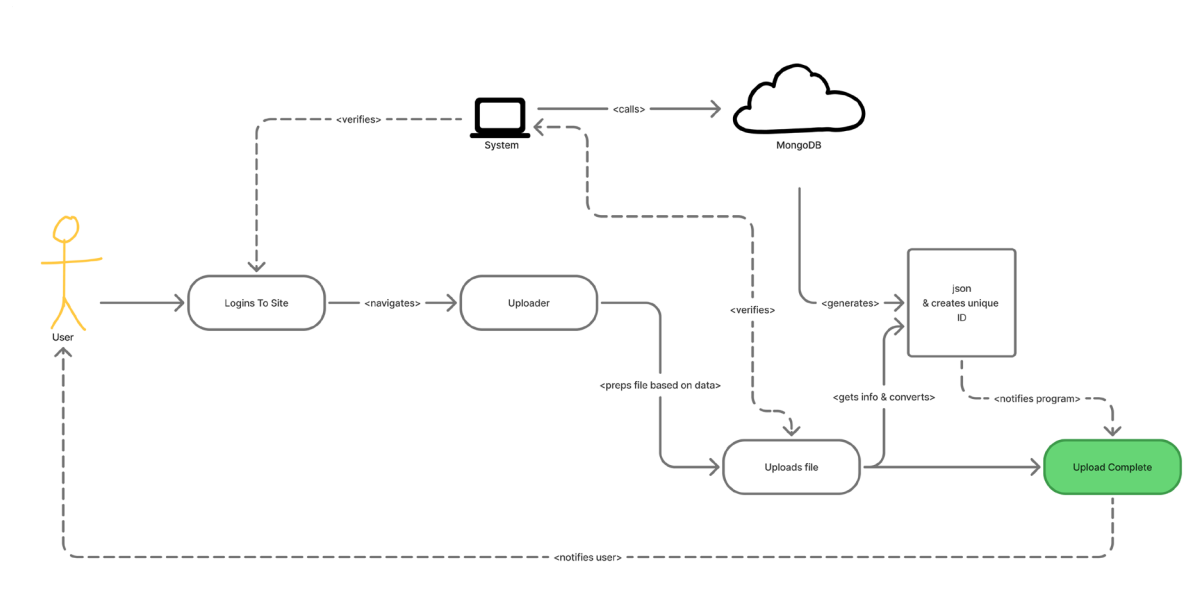 <calls>
<verifies>
System
MongoDB
json
& creates unique
ID
Logins To Site
<navigates>
Uploader
<generates>
<verifies>
User
<preps file based on data>
<gets info & converts>
<notifies program>
Uploads file
Upload Complete
<notifies user>